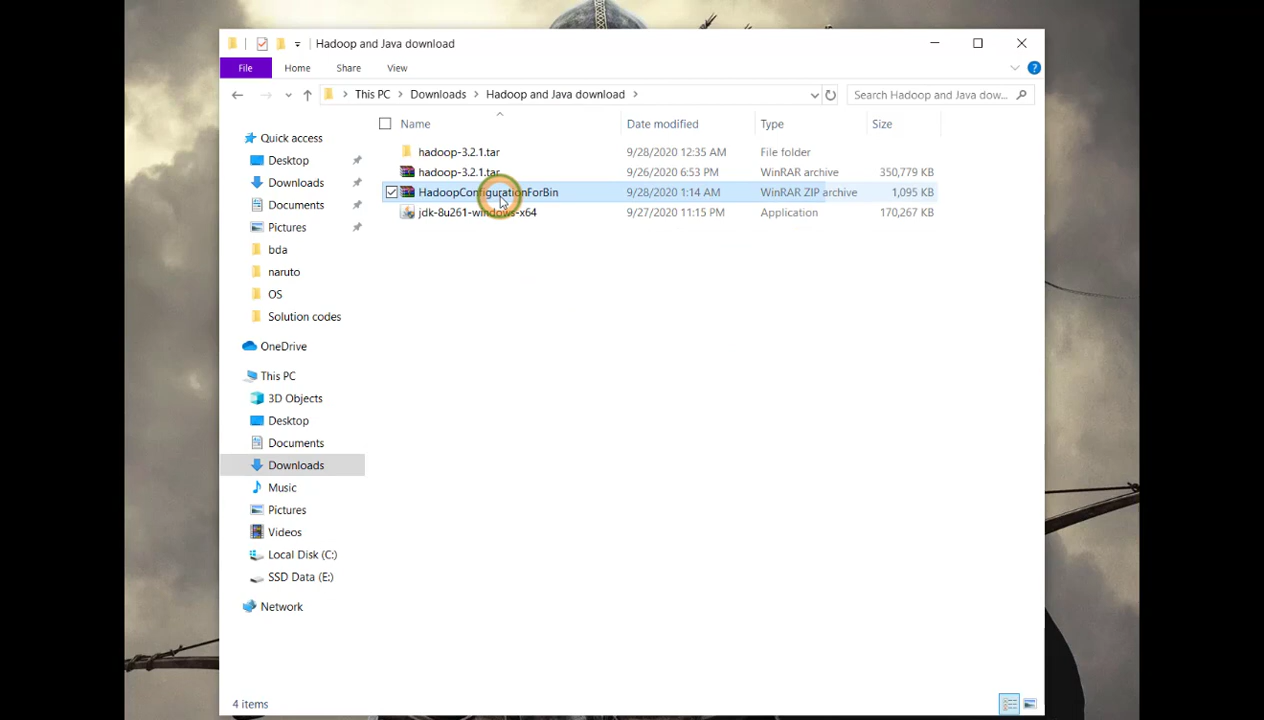 Hadoop and Java download
File Home Share View
This PC Downloads Hadoop and Java download Search Hadoop and Java dow...
Name Date modified Type Size
hadoop-3.2.1.tar 9/28/2020 12:35 AM File folder
hadoop-3.2.1.tar 9/26/2020 6:53 PM WinRAR archive 350,779 KB
HadoopConfigurationForBin 9/28/2020 1:14 AM WinRAR ZIP archive 1,095 KB
jdk-8u261-windows-x64 9/27/2020 11:15 PM Application 170,267 KB
Quick access
Desktop
Downloads
Documents
Pictures
bda
naruto
OS
Solution codes
OneDrive
This PC
3D Objects
Desktop
Documents
Downloads
Music
Pictures
Videos
Local Disk (C:)
SSD Data (E:)
Network
4 items